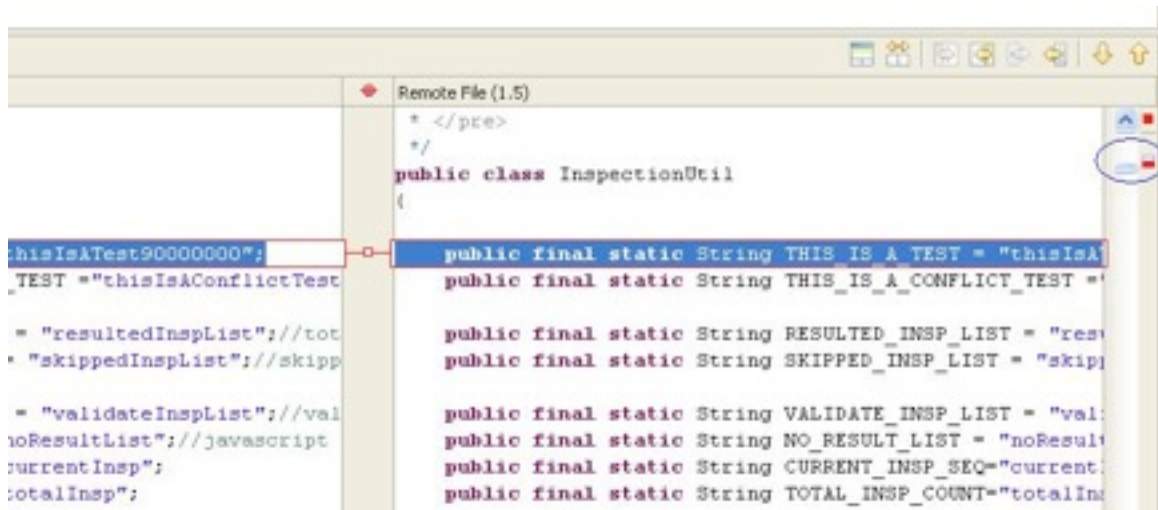 Remote File (1.5)
* </pre>
*/
public class InspectionUtil
{
thisIsATest90000000";
public final static String THIS_IS_A_TEST = "thisIsA
_TEST ="thisIsAConflictTest
public final static String THIS_IS_A_CONFLICT_TEST ="
= "resultedInspList";//tot
public final static String RESULTED_INSP_LIST = "res
= "skippedInspList";//skipp
public final static String SKIPPED_INSP_LIST = "skip
= "validateInspList";//val
public final static String VALIDATE_INSP_LIST = "val
noResultList";//javascript
public final static String NO_RESULT_LIST = "noResult
currentInsp";
public final static String CURRENT_INSP_SEQ="current
totalInsp";
public final static String TOTAL_INSP_COUNT="totalIns